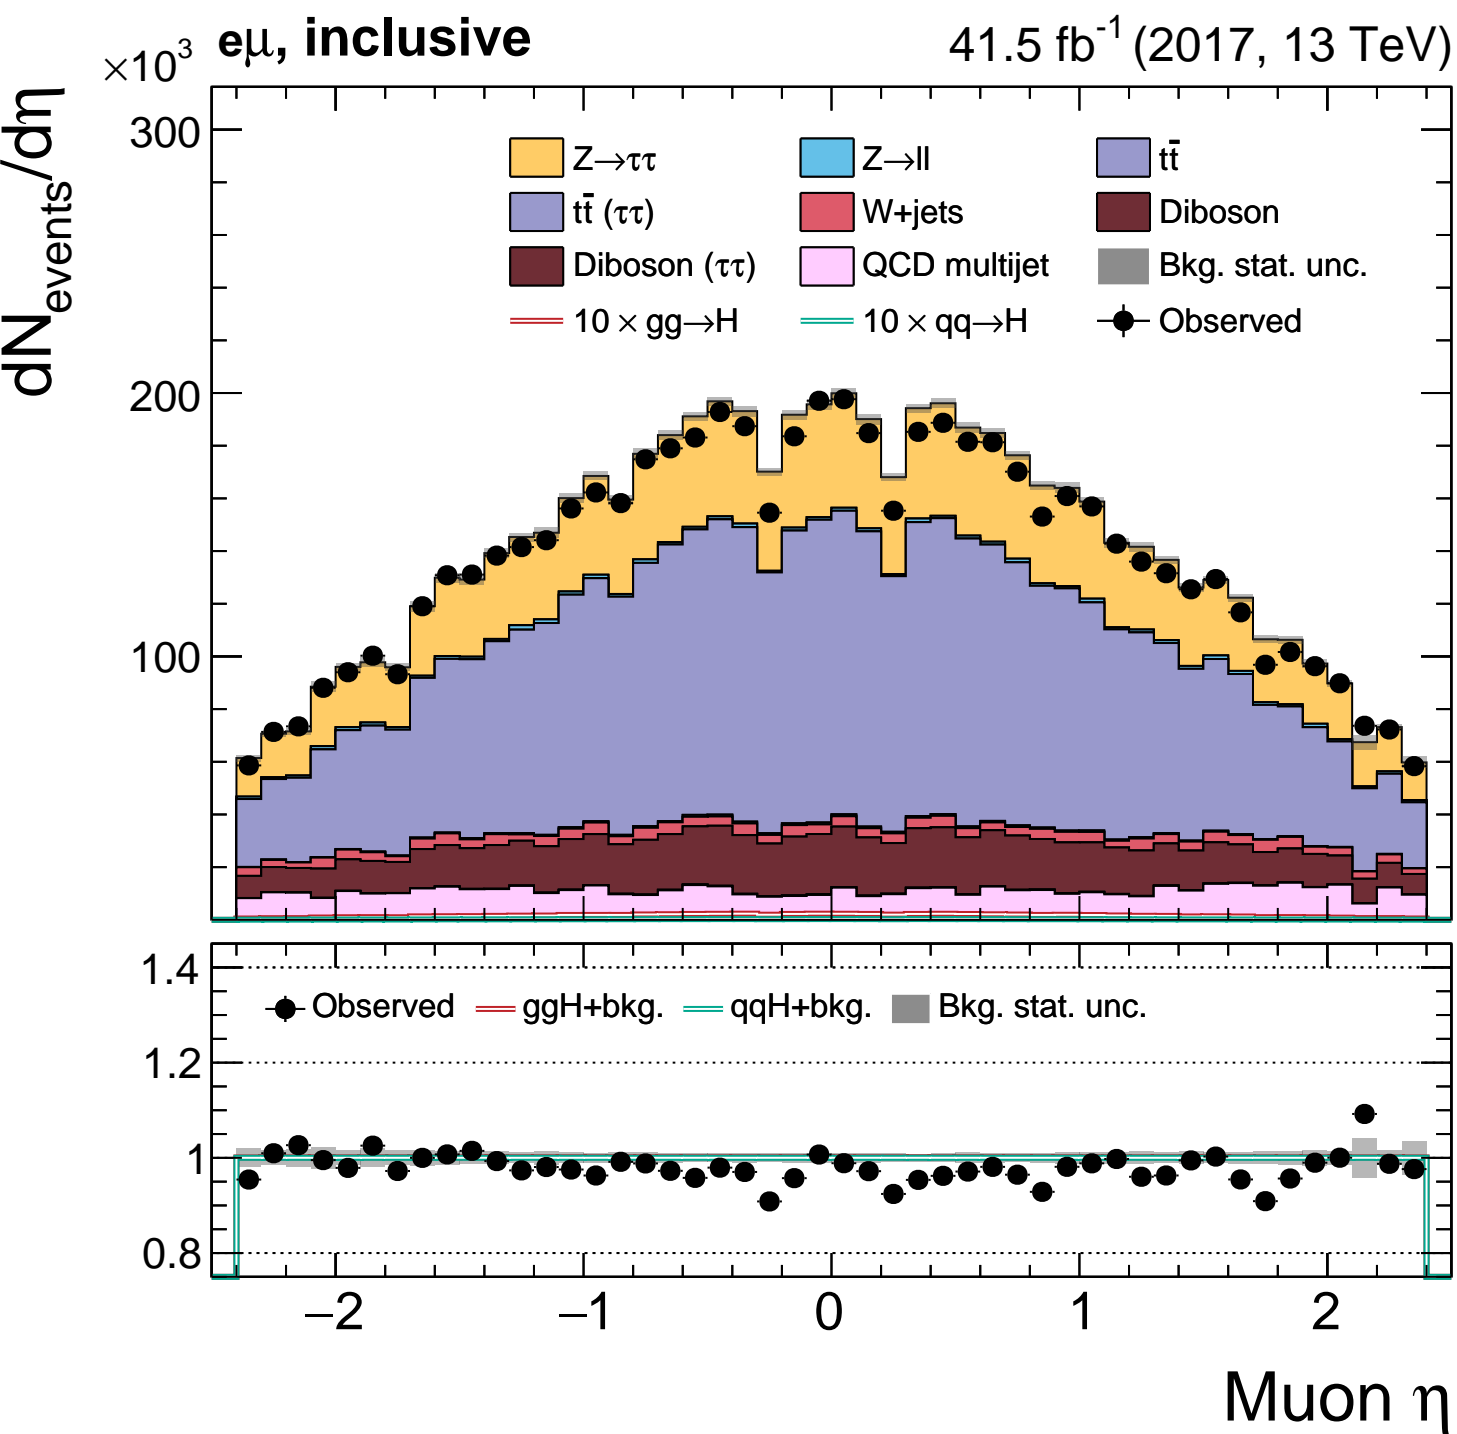 ×10³ eμ, inclusive 41.5 fb⁻¹ (2017, 13 TeV)
dN_events/dη
300
200
100
Z→ττ Z→ll tt̄
tt̄ (ττ) W+jets Diboson
Diboson (ττ) QCD multijet Bkg. stat. unc.
10 × gg→H 10 × qq→H Observed
1.4
1.2
1
0.8
Observed ggH+bkg. qqH+bkg. Bkg. stat. unc.
−2 −1 0 1 2
Muon η